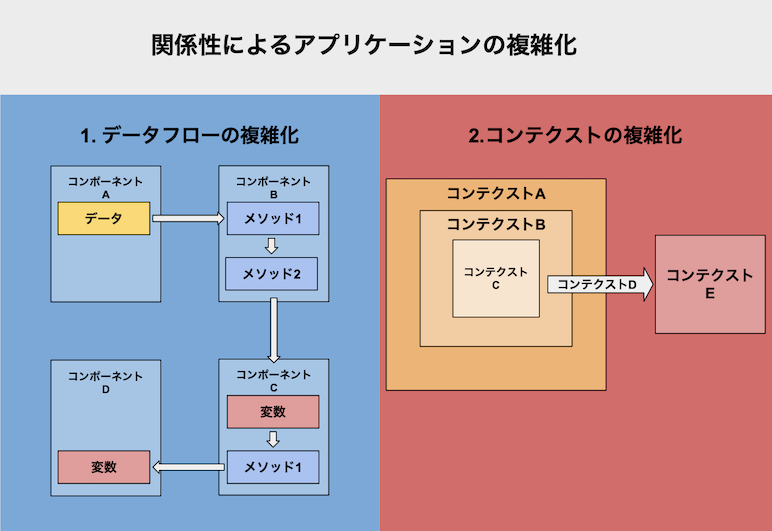 関係性によるアプリケーションの複雑化
1. データフローの複雑化
コンポーネント
A
データ
コンポーネント
B
メソッド1
メソッド2
コンポーネント
D
変数
コンポーネント
C
変数
メソッド1
2.コンテクストの複雑化
コンテクストA
コンテクストB
コンテクスト
C
コンテクストD
コンテクスト
E